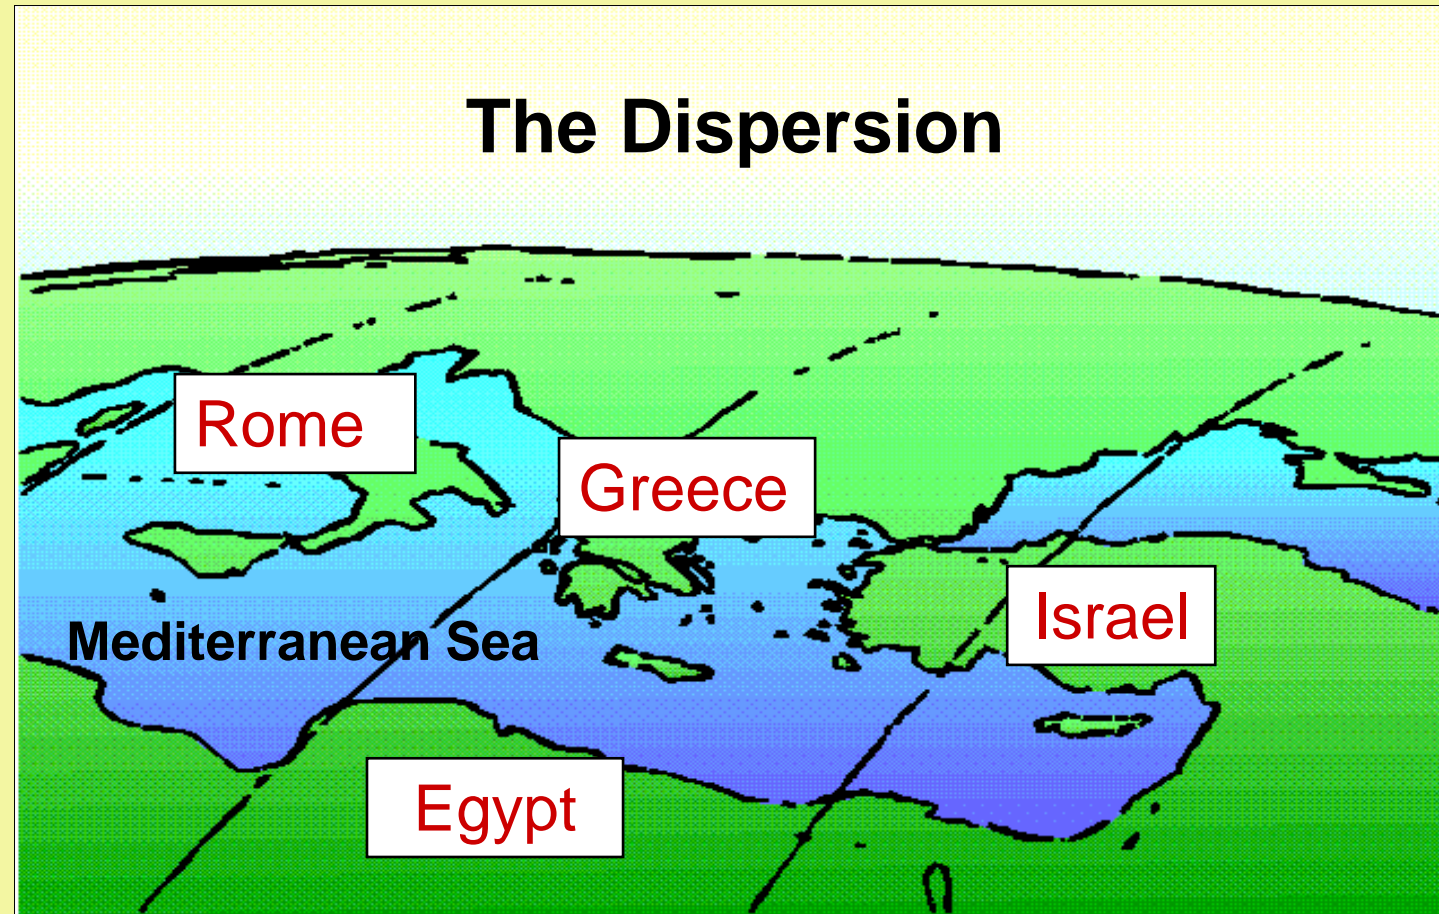 The Dispersion
Rome
Greece
Israel
Mediterranean Sea
Egypt